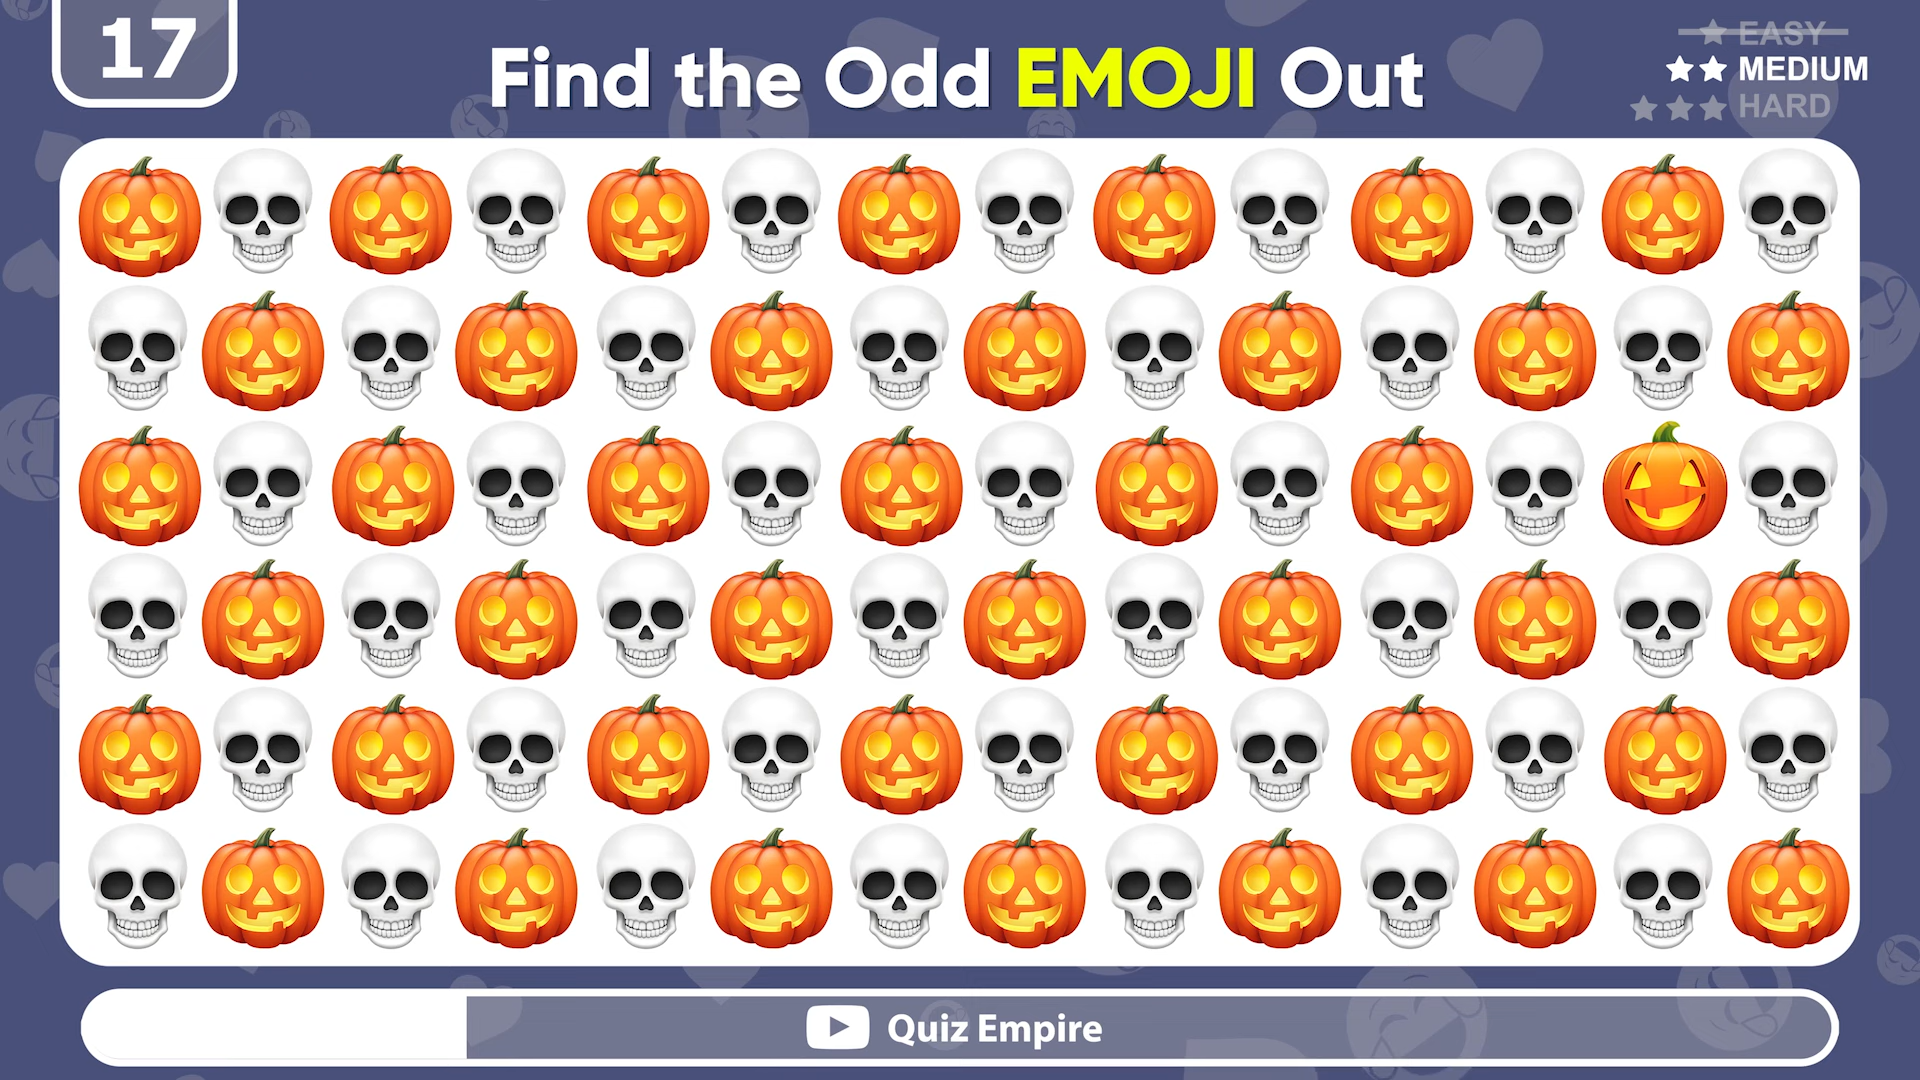 17
Find the Odd EMOJI Out
EASY
MEDIUM
HARD
Quiz Empire